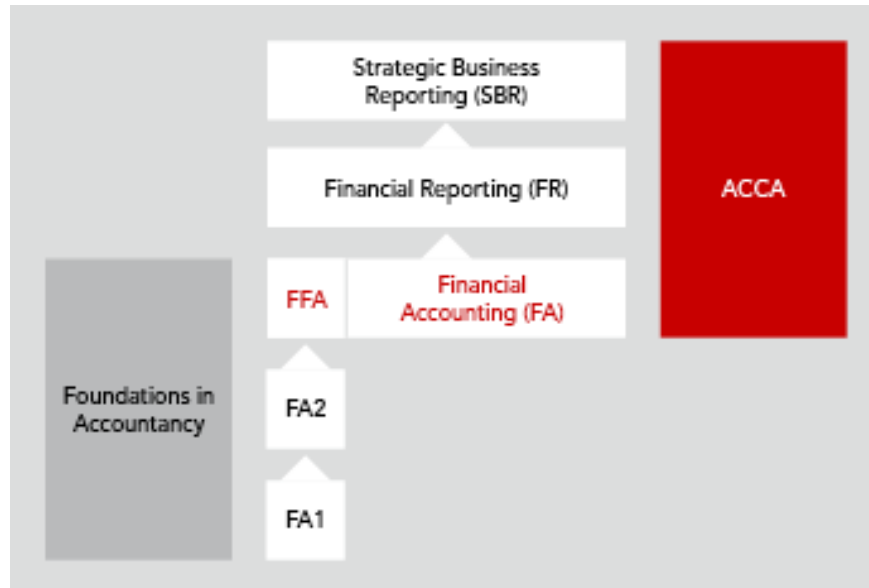 Strategic Business
Reporting (SBR)
Financial Reporting (FR)
ACCA
FFA
Financial
Accounting (FA)
Foundations in
Accountancy
FA2
FA1